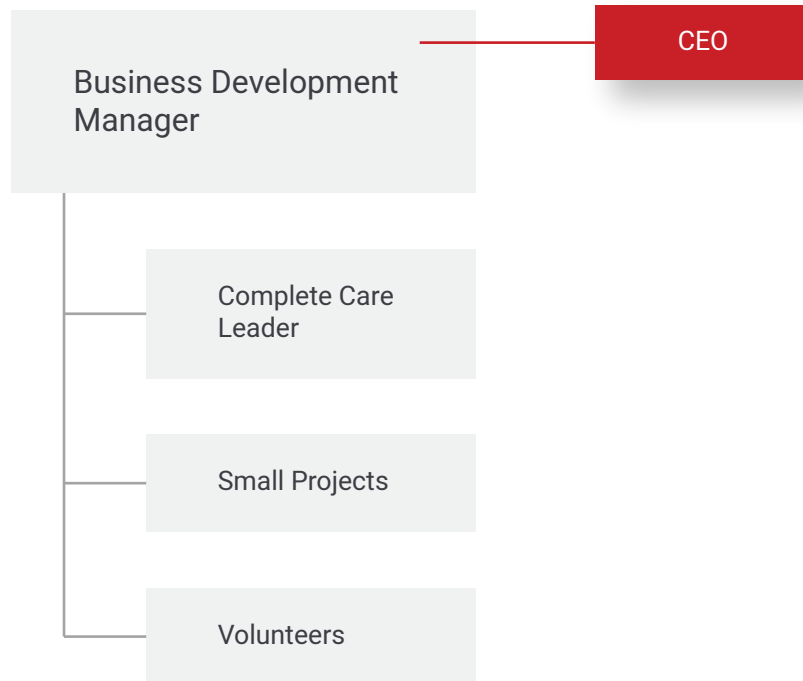 CEO
Business Development
Manager
Complete Care
Leader
Small Projects
Volunteers